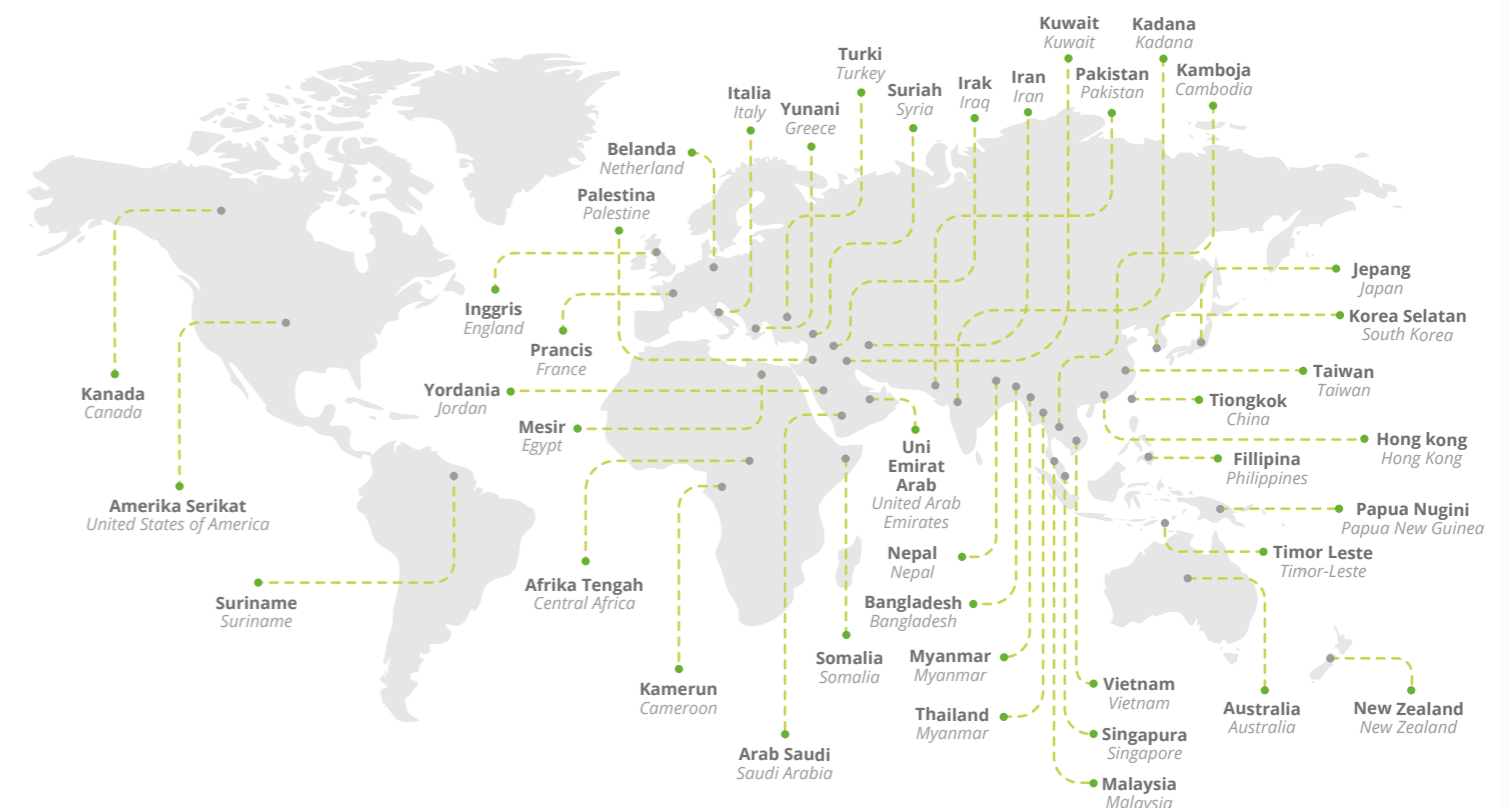 Kuwait
Kuwait
Kadana
Kadana
Turki
Turkey
Suriah
Syria
Irak
Iraq
Iran
Iran
Pakistan
Pakistan
Kamboja
Cambodia
Italia
Italy
Yunani
Greece
Belanda
Netherland
Palestina
Palestine
Inggris
England
Prancis
France
Yordania
Jordan
Mesir
Egypt
Kanada
Canada
Amerika Serikat
United States of America
Suriname
Suriname
Afrika Tengah
Central Africa
Kamerun
Cameroon
Arab Saudi
Saudi Arabia
Somalia
Somalia
Uni
Emirat
Arab
United Arab
Emirates
Nepal
Nepal
Bangladesh
Bangladesh
Myanmar
Myanmar
Thailand
Myanmar
Vietnam
Vietnam
Singapura
Singapore
Malaysia
Malaysia
Jepang
Japan
Korea Selatan
South Korea
Taiwan
Taiwan
Tiongkok
China
Hong kong
Hong Kong
Fillipina
Philippines
Papua Nugini
Papua New Guinea
Timor Leste
Timor-Leste
Australia
Australia
New Zealand
New Zealand